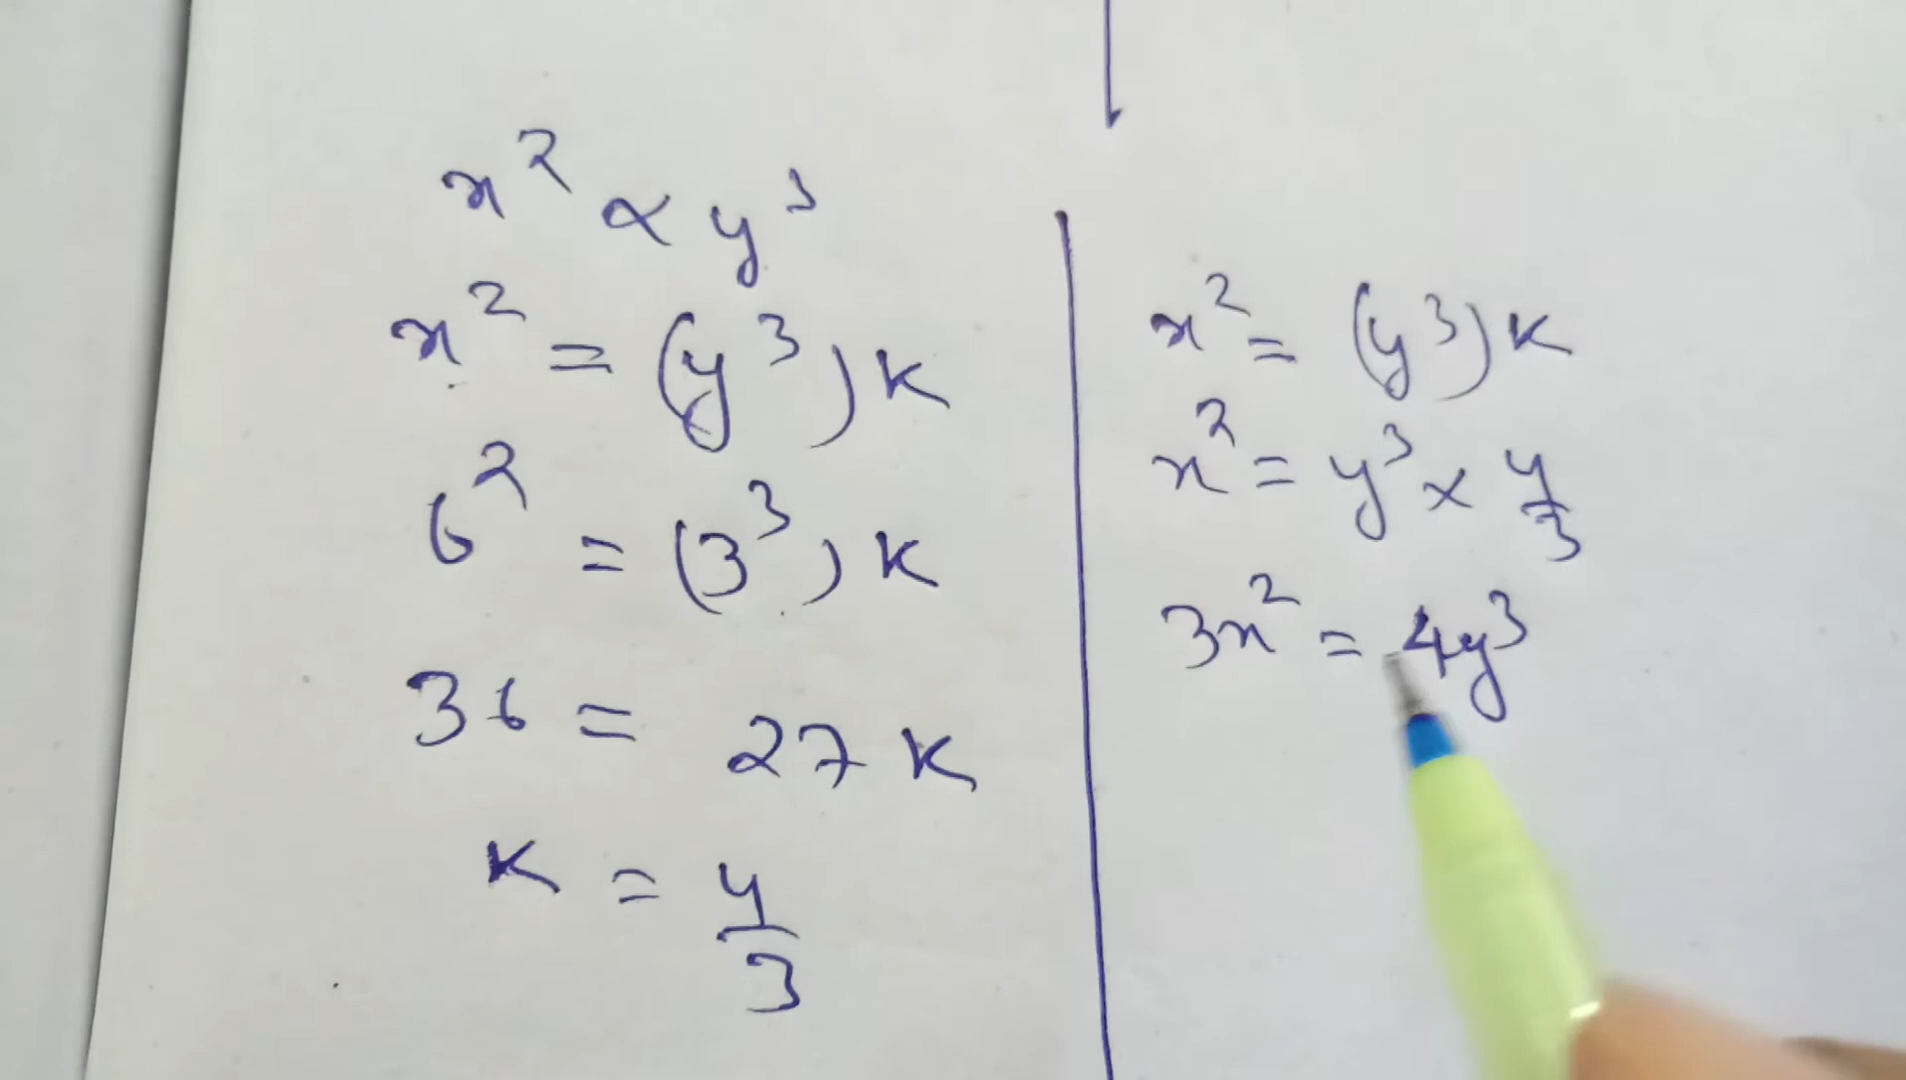 x² ∝ y³
x² = (y³)k
6² = (3³)k
36 = 27k
k = 4/3
x² = (y³)k
x² = y³ × 4/3
3x² = 4y³